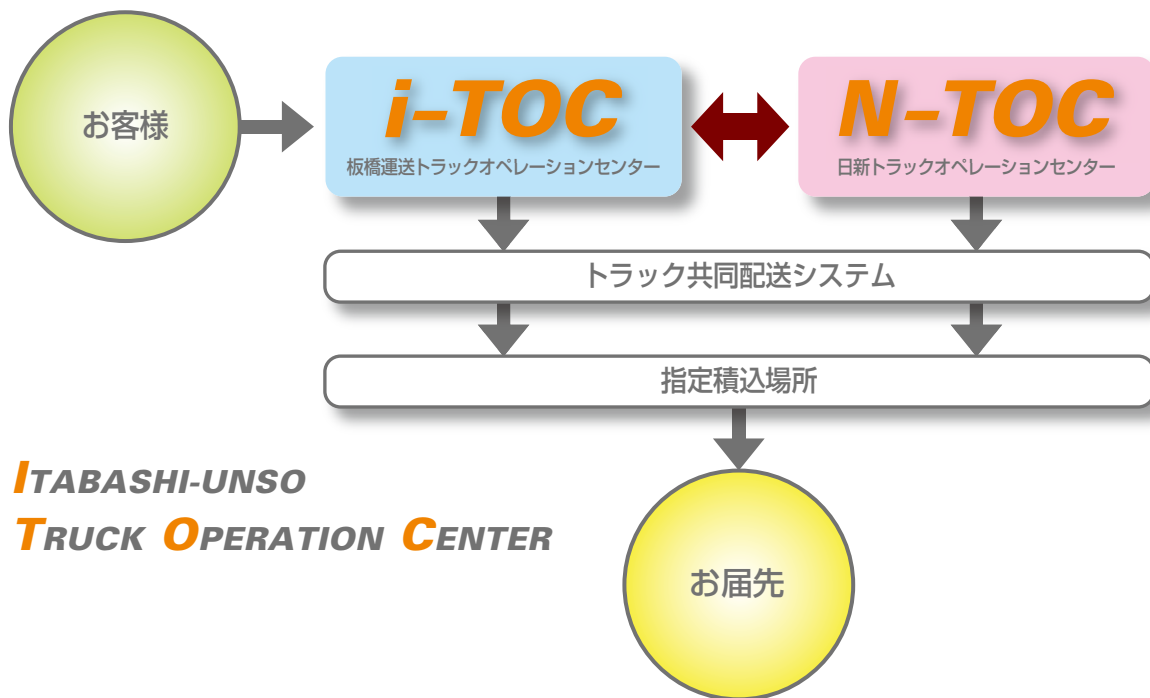 お客様
i-TOC
板橋運送トラックオペレーションセンター
N-TOC
日新トラックオペレーションセンター
トラック共同配送システム
指定積込場所
ITABASHI-UNSO
TRUCK OPERATION CENTER
お届先